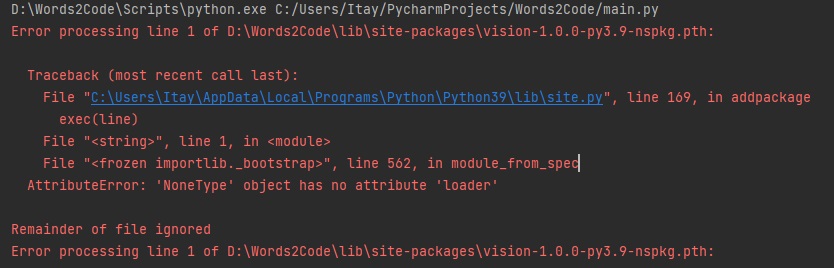 D:\Words2Code\Scripts\python.exe C:/Users/Itay/PycharmProjects/Words2Code/main.py
Error processing line 1 of D:\Words2Code\lib\site-packages\vision-1.0.0-py3.9-nspkg.pth:
Traceback (most recent call last):
File "C:\Users\Itay\AppData\Local\Programs\Python\Python39\lib\site.py", line 169, in addpackage
exec(line)
File "<string>", line 1, in <module>
File "<frozen importlib._bootstrap>", line 562, in module_from_spec
AttributeError: 'NoneType' object has no attribute 'loader'
Remainder of file ignored
Error processing line 1 of D:\Words2Code\lib\site-packages\vision-1.0.0-py3.9-nspkg.pth: